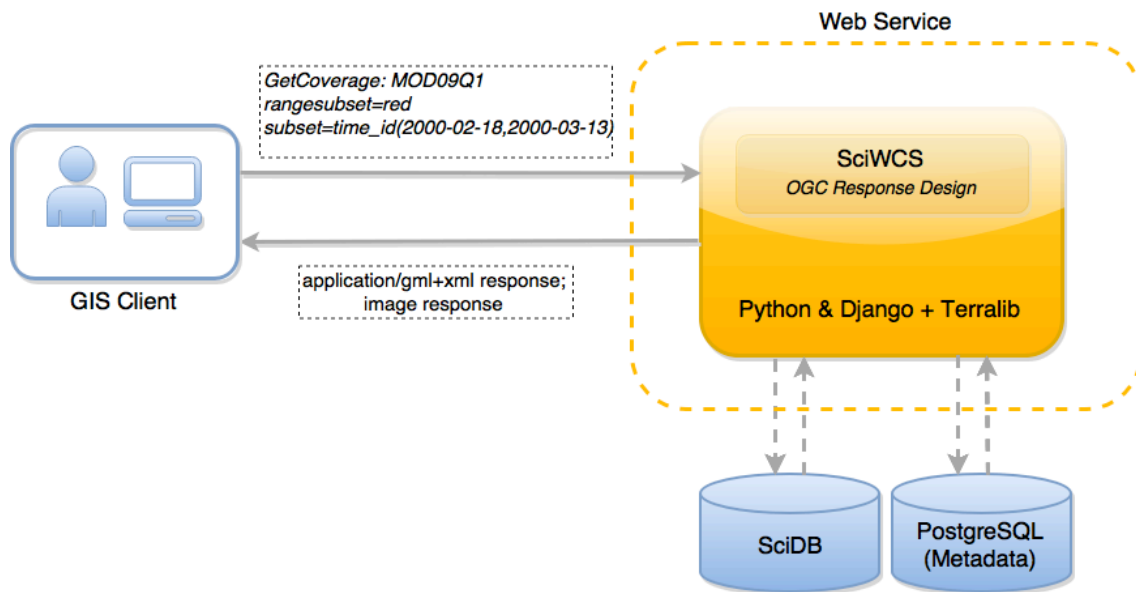 Web Service
GetCoverage: MOD09Q1
rangesubset=red
subset=time_id(2000-02-18,2000-03-13)
SciWCS
OGC Response Design
GIS Client
application/gml+xml response;
image response
Python & Django + Terralib
SciDB
PostgreSQL
(Metadata)